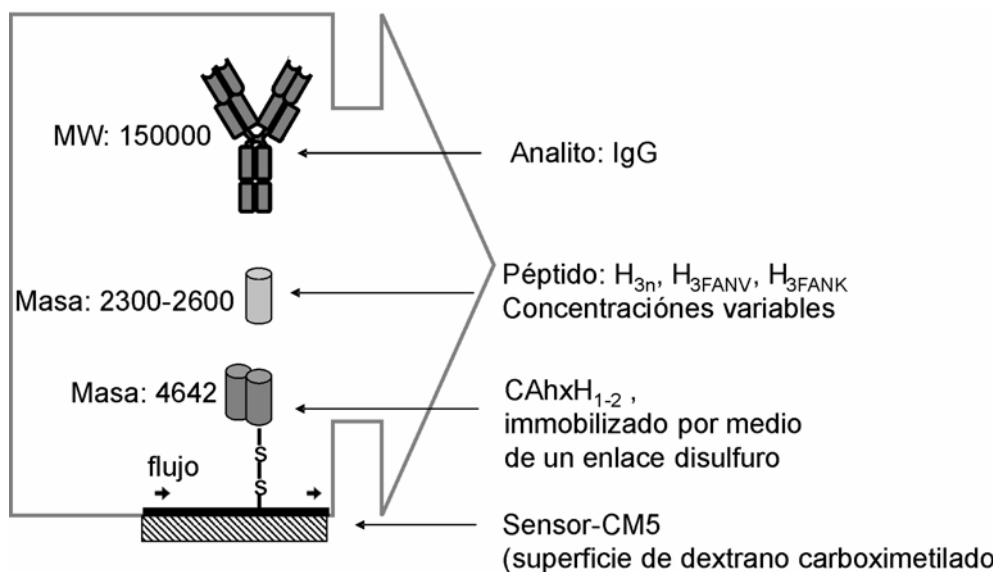 MW: 150000
Analito: IgG
Masa: 2300-2600
Péptido: H3n, H3FANV, H3FANK
Concentraciónes variables
Masa: 4642
CAhxH1-2 ,
immobilizado por medio
de un enlace disulfuro
S
S
flujo
Sensor-CM5
(superficie de dextrano carboximetilado